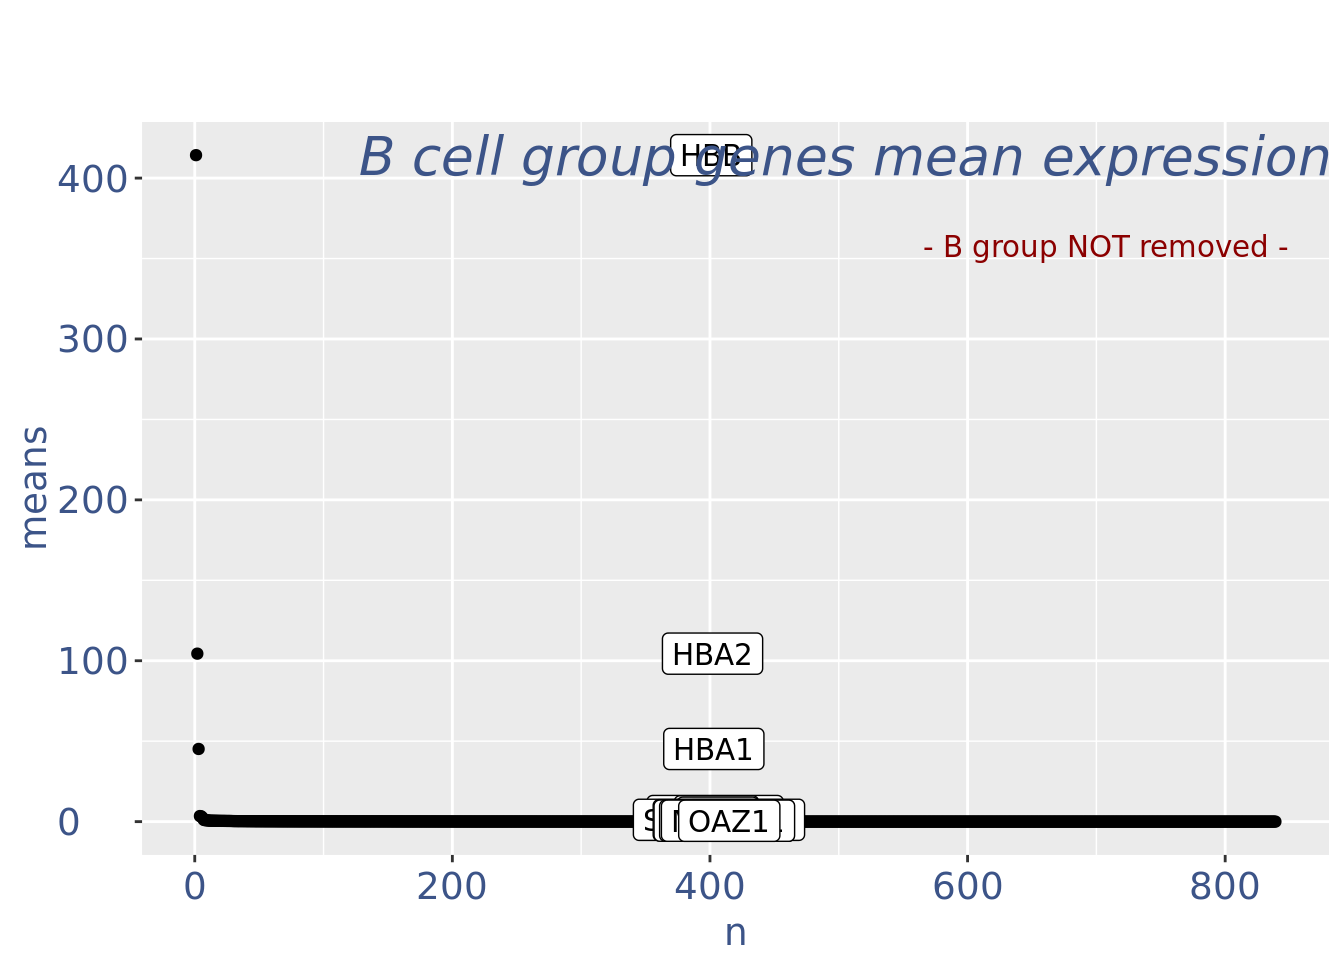 B cell group genes mean expression
HBB
- B group NOT removed -
400
300
200
100
0
means
HBA2
HBA1
OAZ1
0
200
400
600
800
n